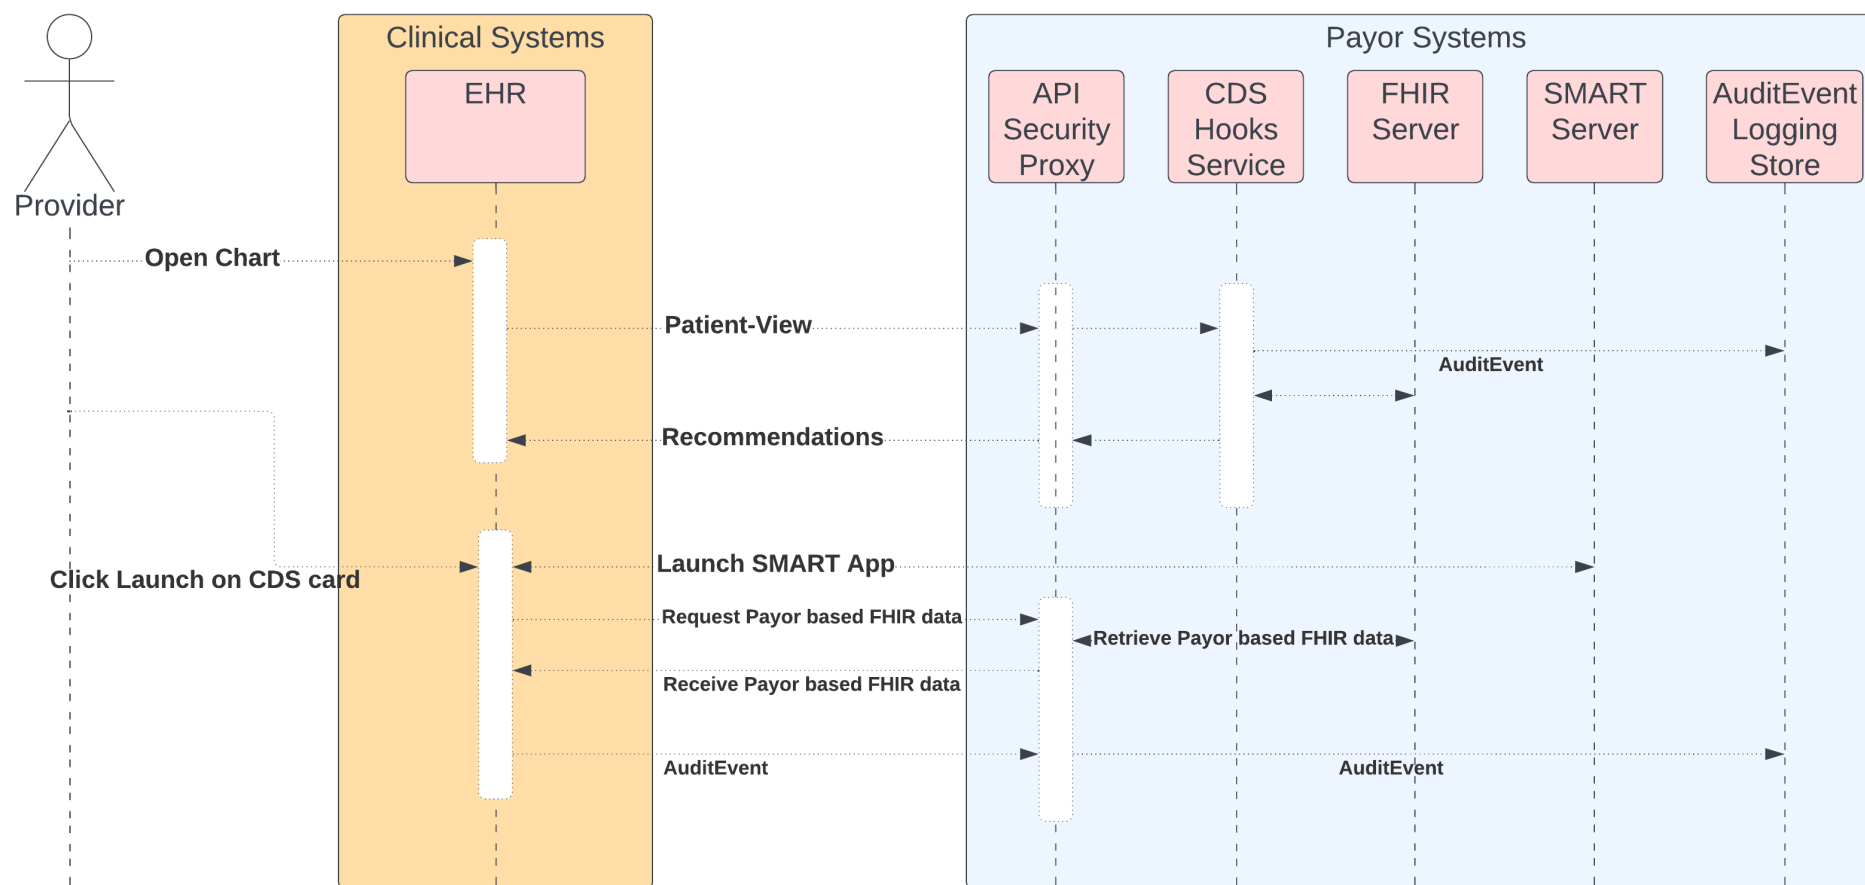 Clinical Systems
Payor Systems
EHR
API
Security
Proxy
CDS
Hooks
Service
FHIR
Server
SMART
Server
AuditEvent
Logging
Store
Provider
Open Chart
Patient-View
AuditEvent
Recommendations
Launch SMART App
Click Launch on CDS card
Request Payor based FHIR data
Retrieve Payor based FHIR data
Receive Payor based FHIR data
AuditEvent
AuditEvent